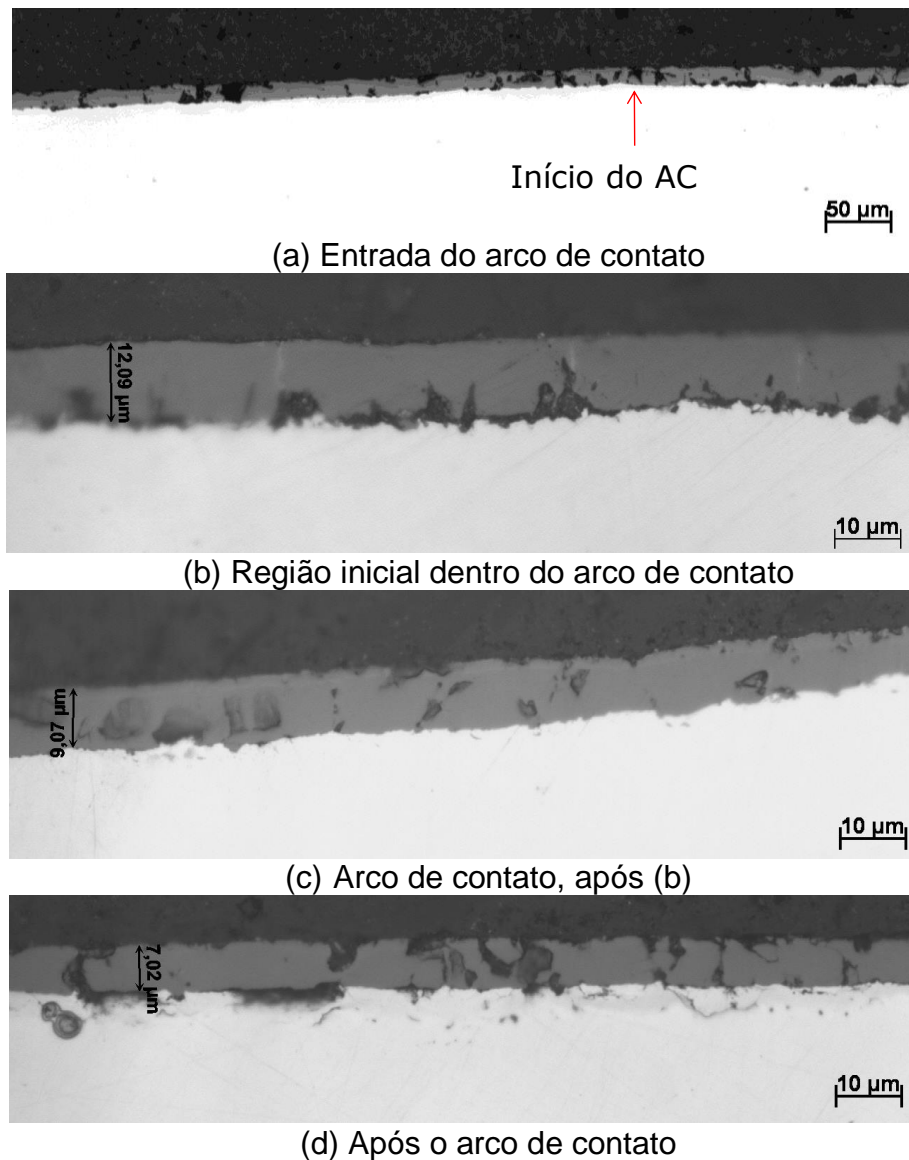 Início do AC
50 µm
(a) Entrada do arco de contato
12,09 µm
10 µm
(b) Região inicial dentro do arco de contato
9,07 µm
10 µm
(c) Arco de contato, após (b)
7,02 µm
10 µm
(d) Após o arco de contato